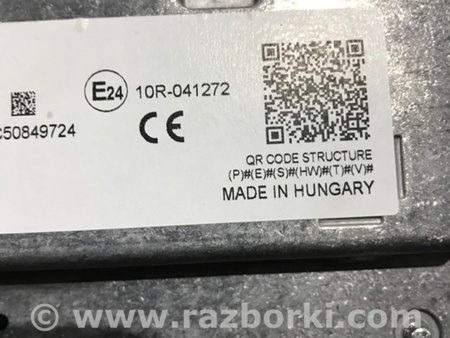 E24 10R-041272
C50849724
CE
QR CODE STRUCTURE
(P)#(E)#(S)#(HW)#(T)#(V)#
MADE IN HUNGARY
© www.razborki.com